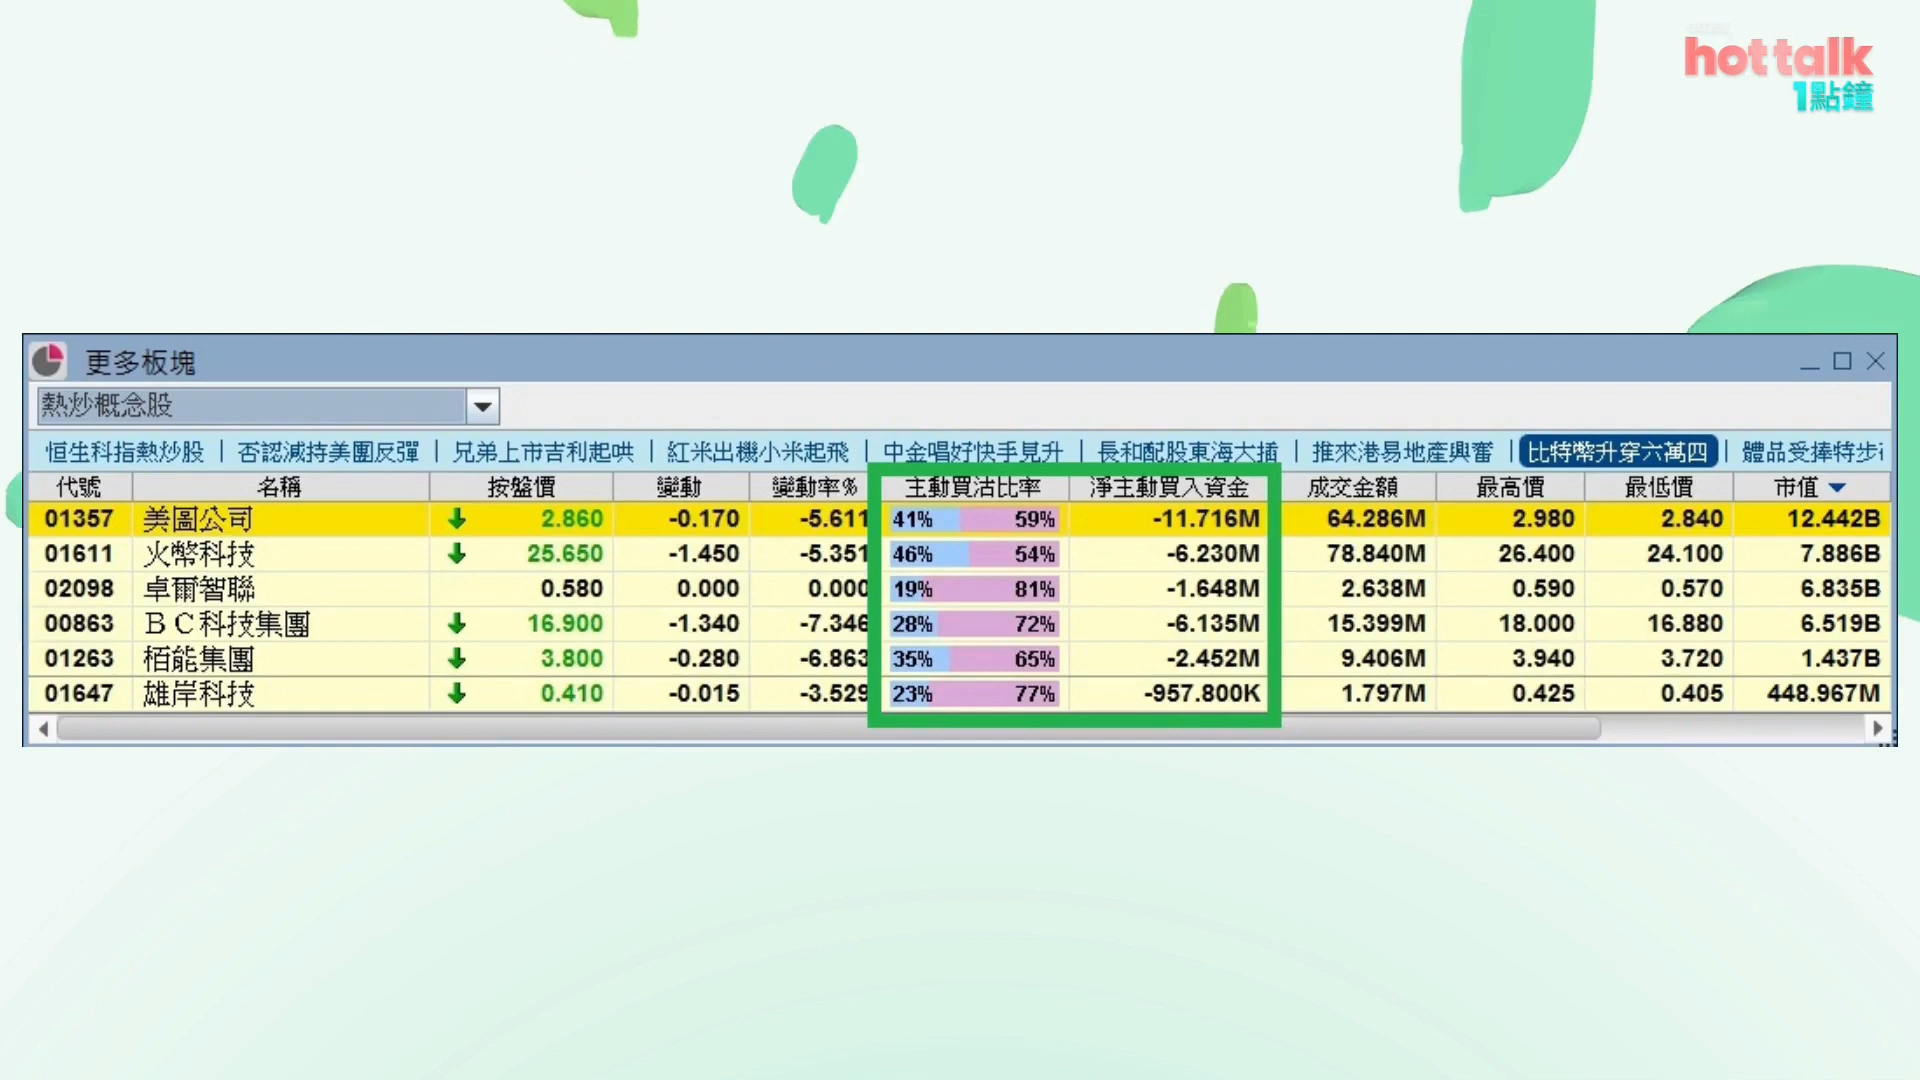 hot talk
1點鐘
更多板塊
熱炒概念股
恒生科指熱炒股 | 否認減持美團反彈 | 兄弟上市吉利起哄 | 紅米出機小米起飛 | 中金唱好快手見升 | 長和配股東海大插 | 推來港易地產興奮 | 比特幣升穿六萬四 | 體品受捧特步
代號 名稱 按盤價 變動 變動率% 主動買沽比率 淨主動買入資金 成交金額 最高價 最低價 市值
01357 美圖公司 2.860 -0.170 -5.611 41% 59% -11.716M 64.286M 2.980 2.840 12.442B
01611 火幣科技 25.650 -1.450 -5.351 46% 54% -6.230M 78.840M 26.400 24.100 7.886B
02098 卓爾智聯 0.580 0.000 0.000 19% 81% -1.648M 2.638M 0.590 0.570 6.835B
00863 ＢＣ科技集團 16.900 -1.340 -7.346 28% 72% -6.135M 15.399M 18.000 16.880 6.519B
01263 栢能集團 3.800 -0.280 -6.863 35% 65% -2.452M 9.406M 3.940 3.720 1.437B
01647 雄岸科技 0.410 -0.015 -3.529 23% 77% -957.800K 1.797M 0.425 0.405 448.967M